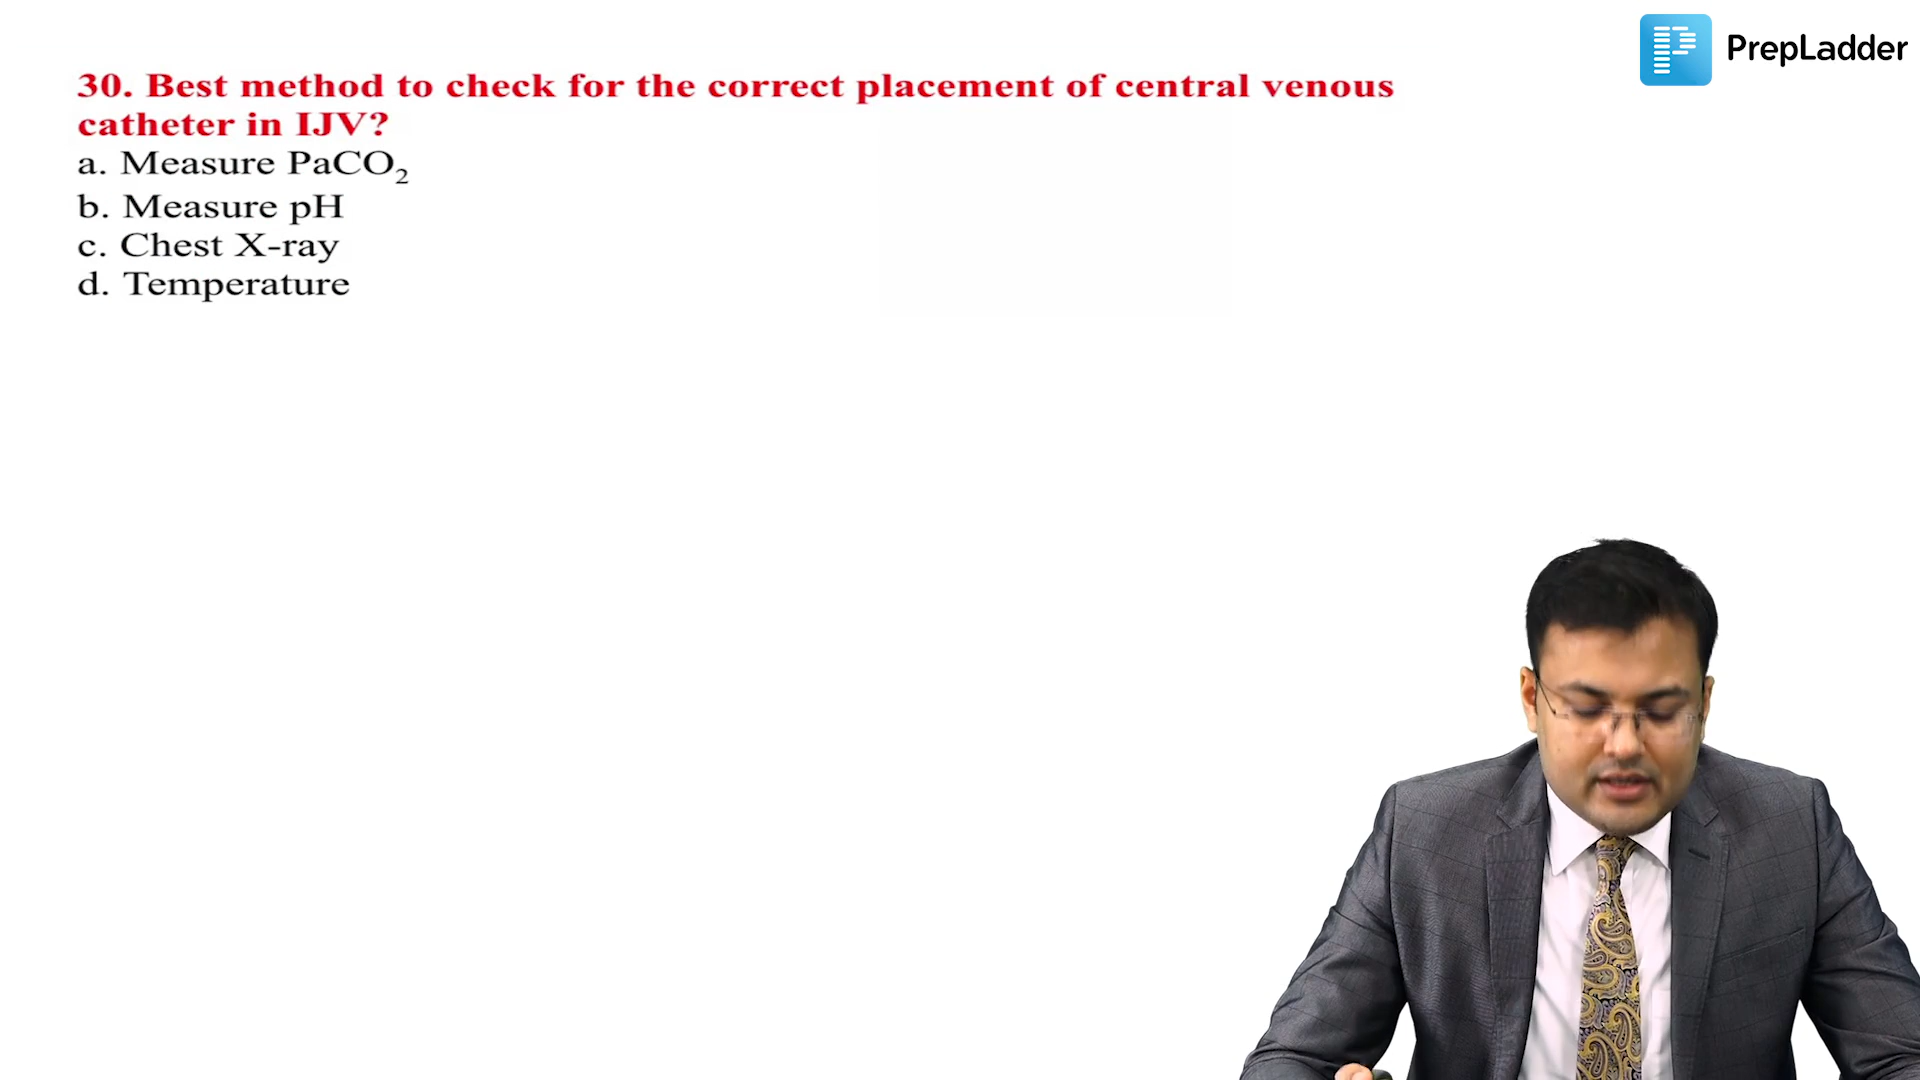 PrepLadder
30. Best method to check for the correct placement of central venous
catheter in IJV?
a. Measure PaCO₂
b. Measure pH
c. Chest X-ray
d. Temperature